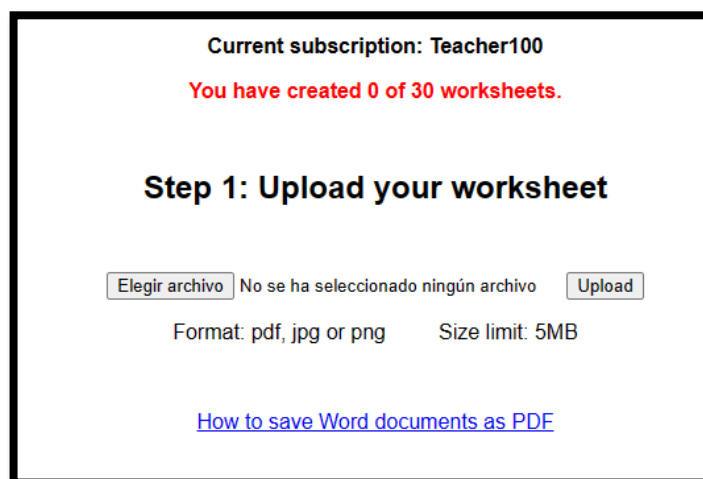 Current subscription: Teacher100
You have created 0 of 30 worksheets.
Step 1: Upload your worksheet
Elegir archivo No se ha seleccionado ningún archivo Upload
Format: pdf, jpg or png Size limit: 5MB
How to save Word documents as PDF